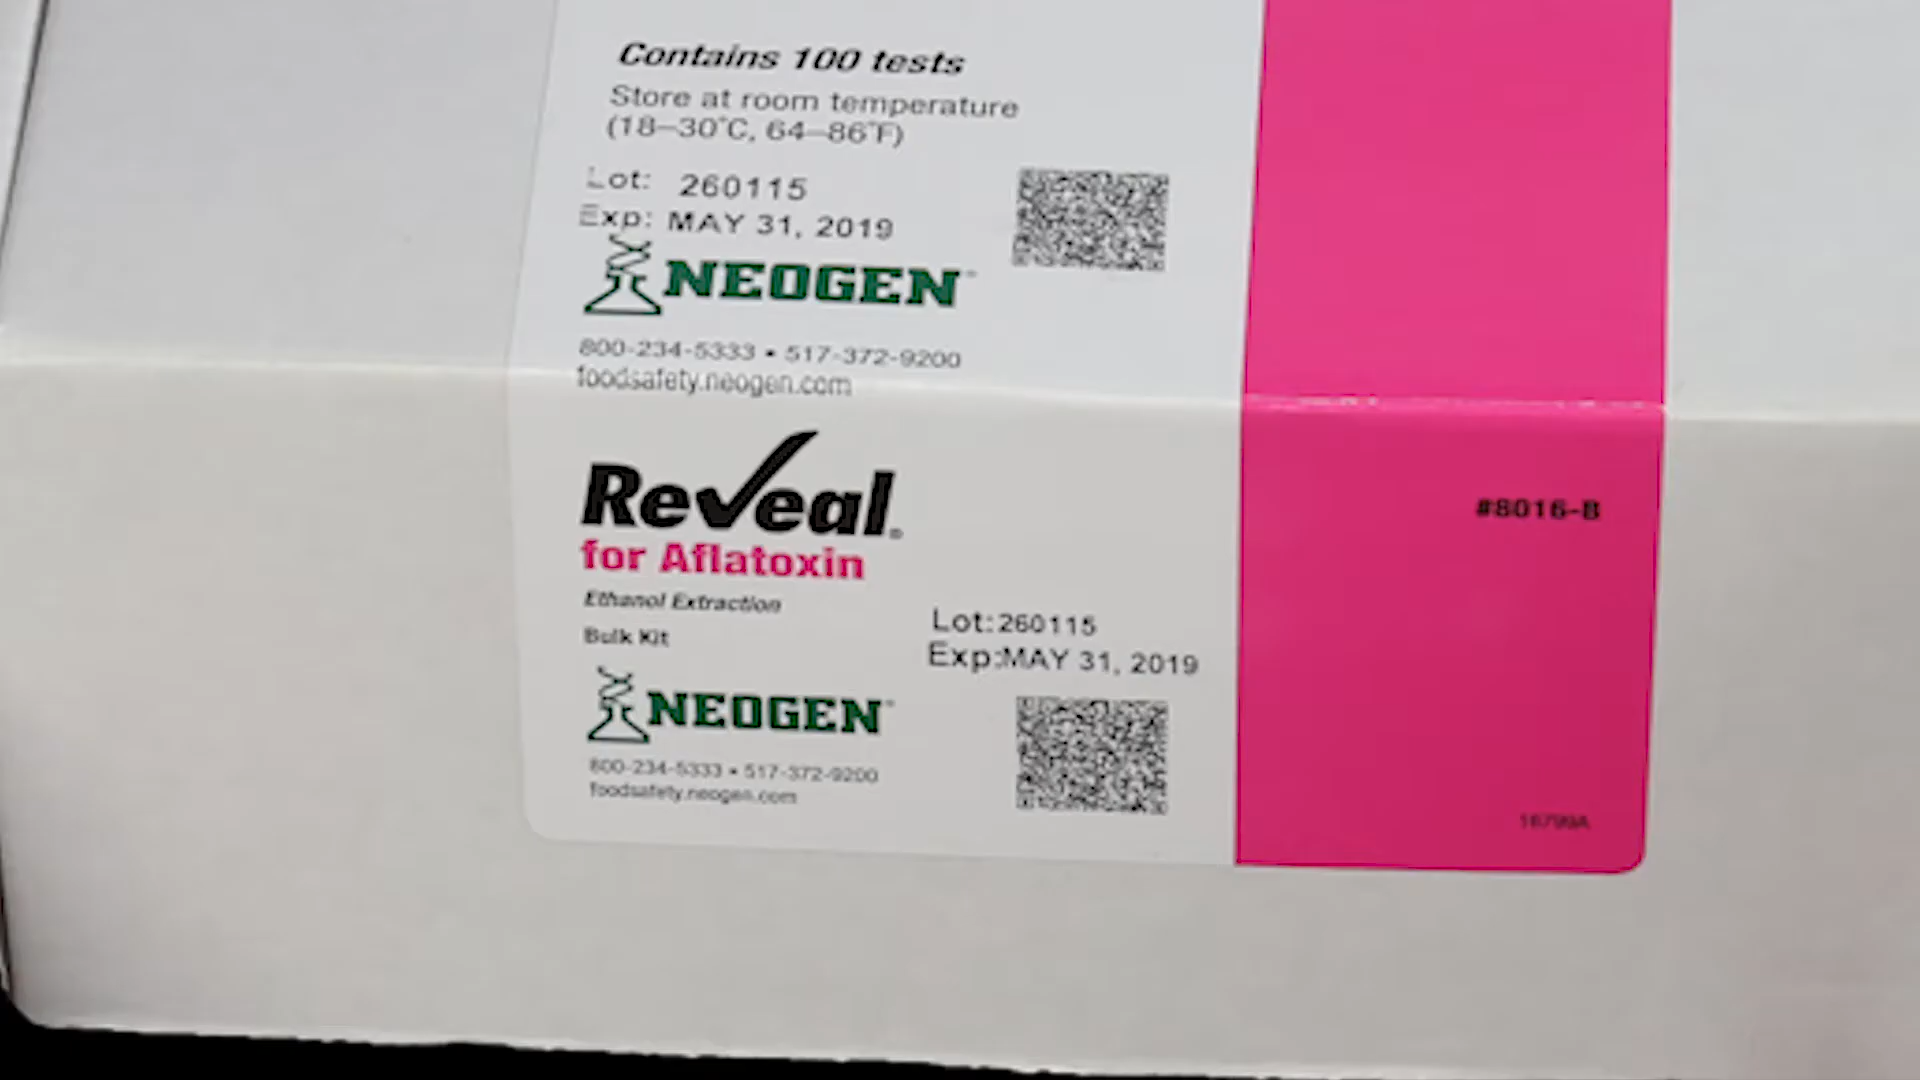 Contains 100 tests
Store at room temperature
(18–30°C, 64–86°F)
Lot: 260115
Exp: MAY 31, 2019
NEOGEN
800-234-5333 • 517-372-9200
foodsafety.neogen.com
Reveal®
for Aflatoxin
#8016-B
Ethanol Extraction
Bulk Kit
Lot:260115
Exp:MAY 31, 2019
NEOGEN
800-234-5333 • 517-372-9200
foodsafety.neogen.com